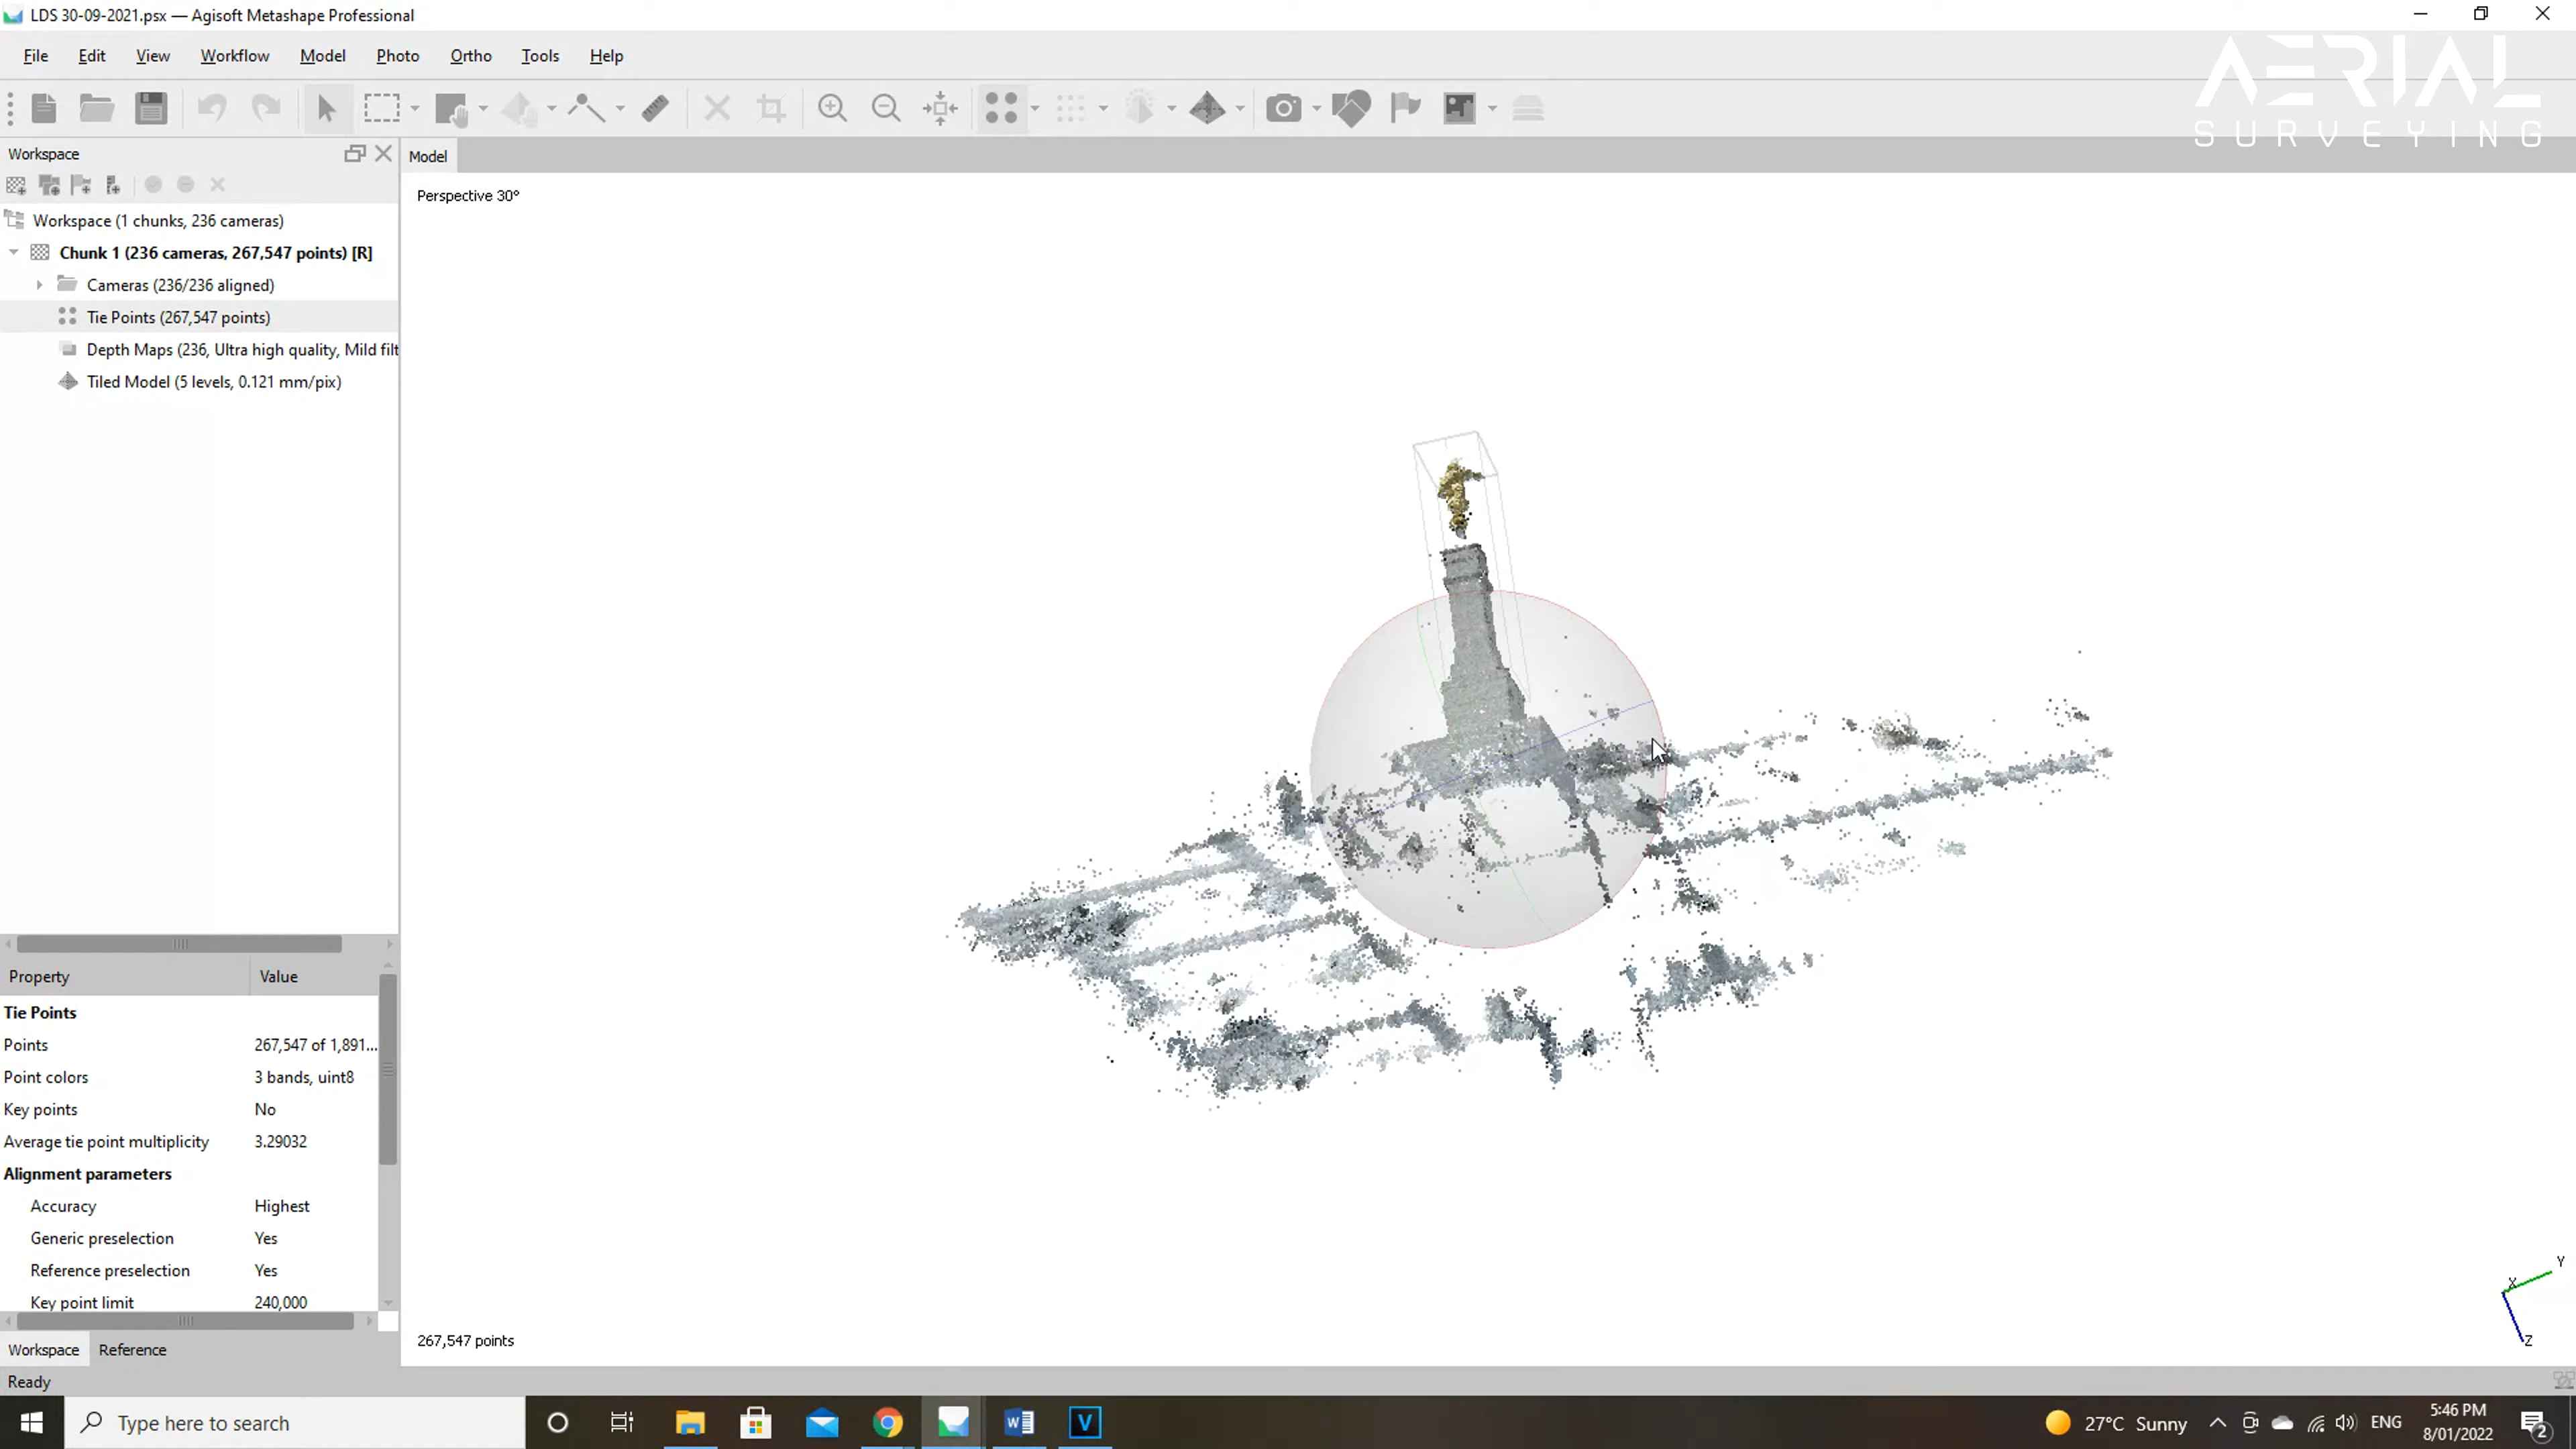 LDS 30-09-2021.psx — Agisoft Metashape Professional
File Edit View Workflow Model Photo Ortho Tools Help
AERIAL
SURVEYING
Workspace
Model
Perspective 30°
Workspace (1 chunks, 236 cameras)
Chunk 1 (236 cameras, 267,547 points) [R]
Cameras (236/236 aligned)
Tie Points (267,547 points)
Depth Maps (236, Ultra high quality, Mild filt
Tiled Model (5 levels, 0.121 mm/pix)
Property Value
Tie Points
Points 267,547 of 1,891...
Point colors 3 bands, uint8
Key points No
Average tie point multiplicity 3.29032
Alignment parameters
Accuracy Highest
Generic preselection Yes
Reference preselection Yes
Key point limit 240,000
267,547 points
X Y
Z
Workspace Reference
Ready
Type here to search
W V
27°C Sunny
ENG
5:46 PM
8/01/2022
2